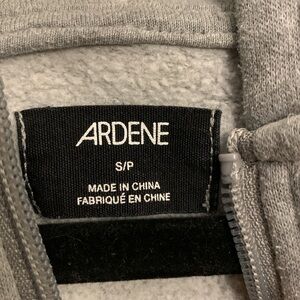 ARDENE
S/P
MADE IN CHINA
FABRIQUÉ EN CHINE